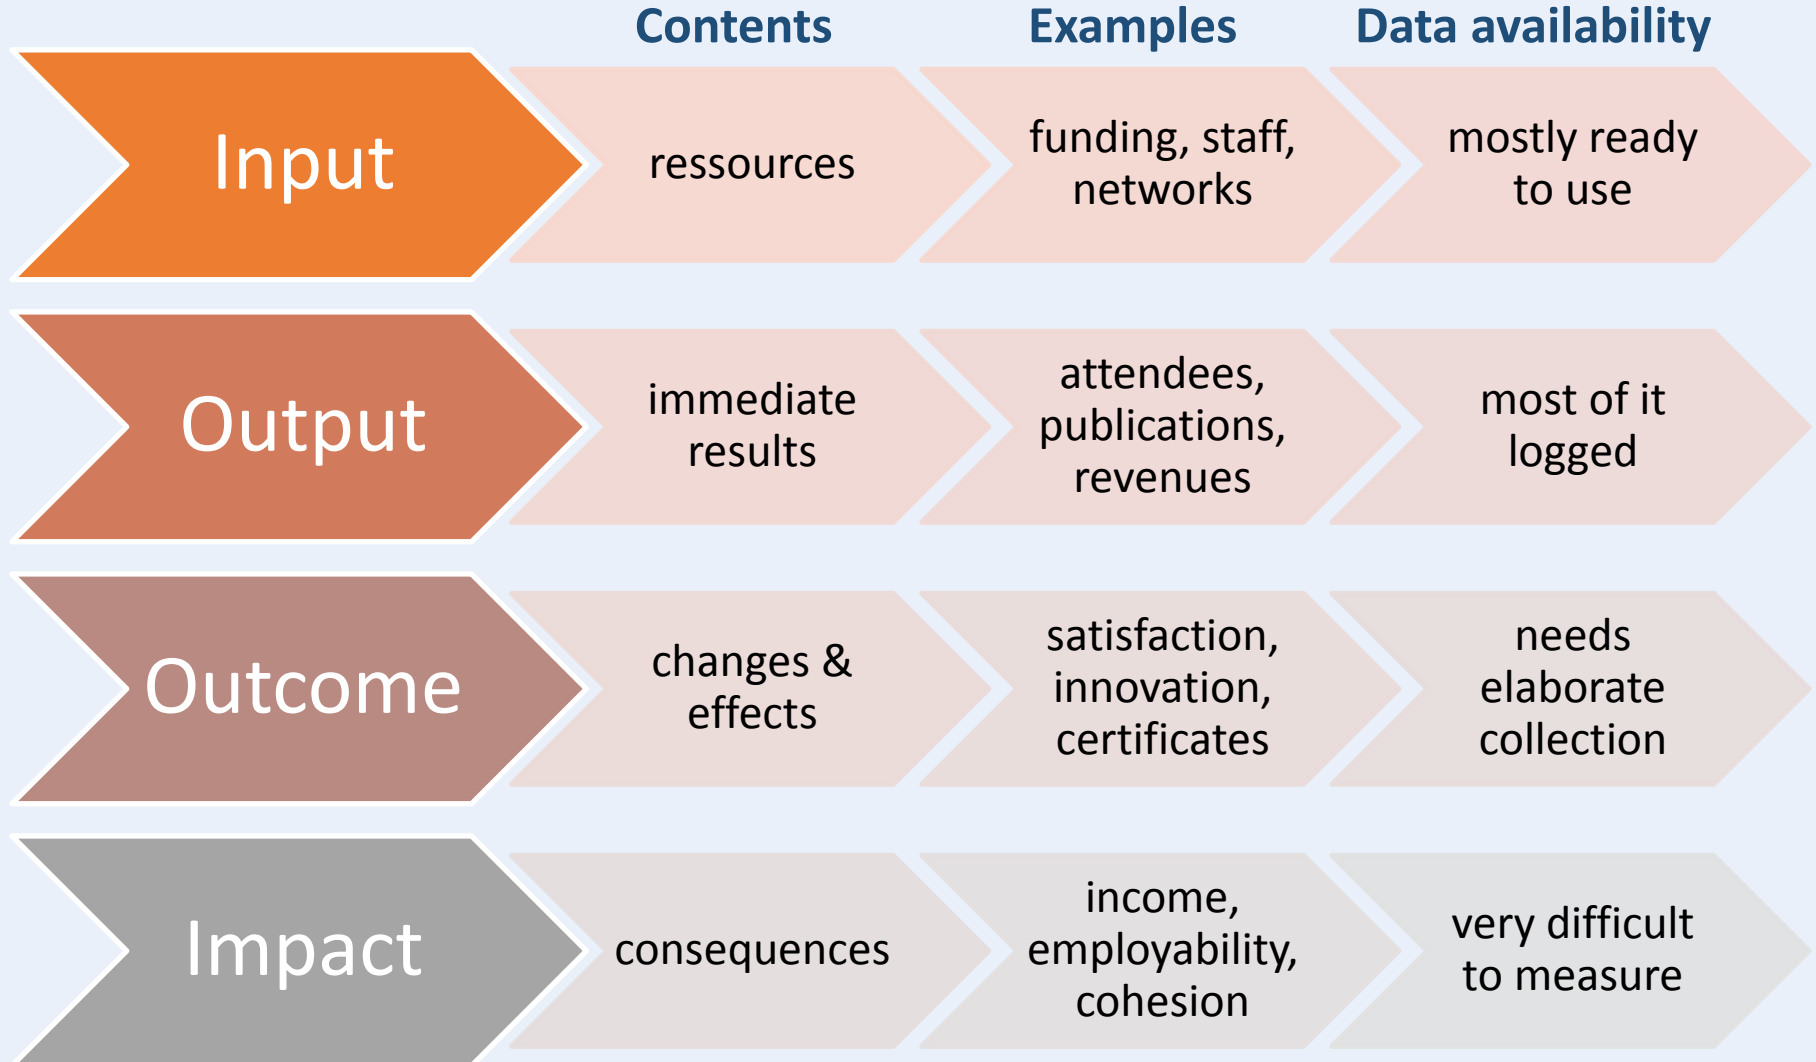 Contents Examples Data availability
Input
ressources
funding, staff,
networks
mostly ready
to use
Output
immediate
results
attendees,
publications,
revenues
most of it
logged
Outcome
changes &
effects
satisfaction,
innovation,
certificates
needs
elaborate
collection
Impact
consequences
income,
employability,
cohesion
very difficult
to measure